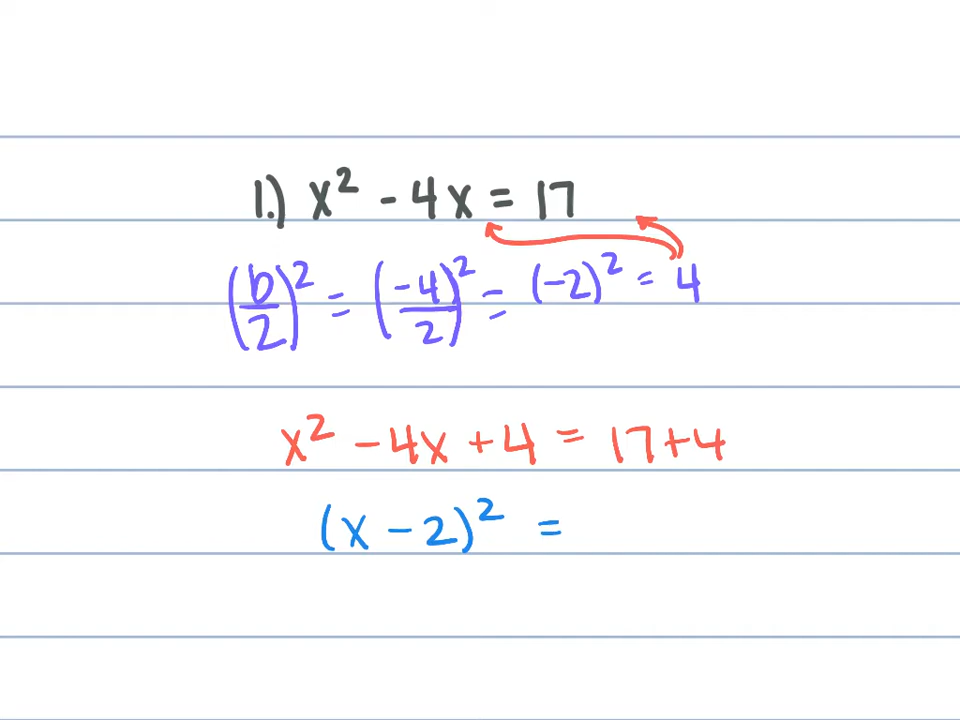 1.) x² - 4x = 17
(b/2)² = (-4/2)² = (-2)² = 4
x² - 4x + 4 = 17 + 4
(x - 2)² =